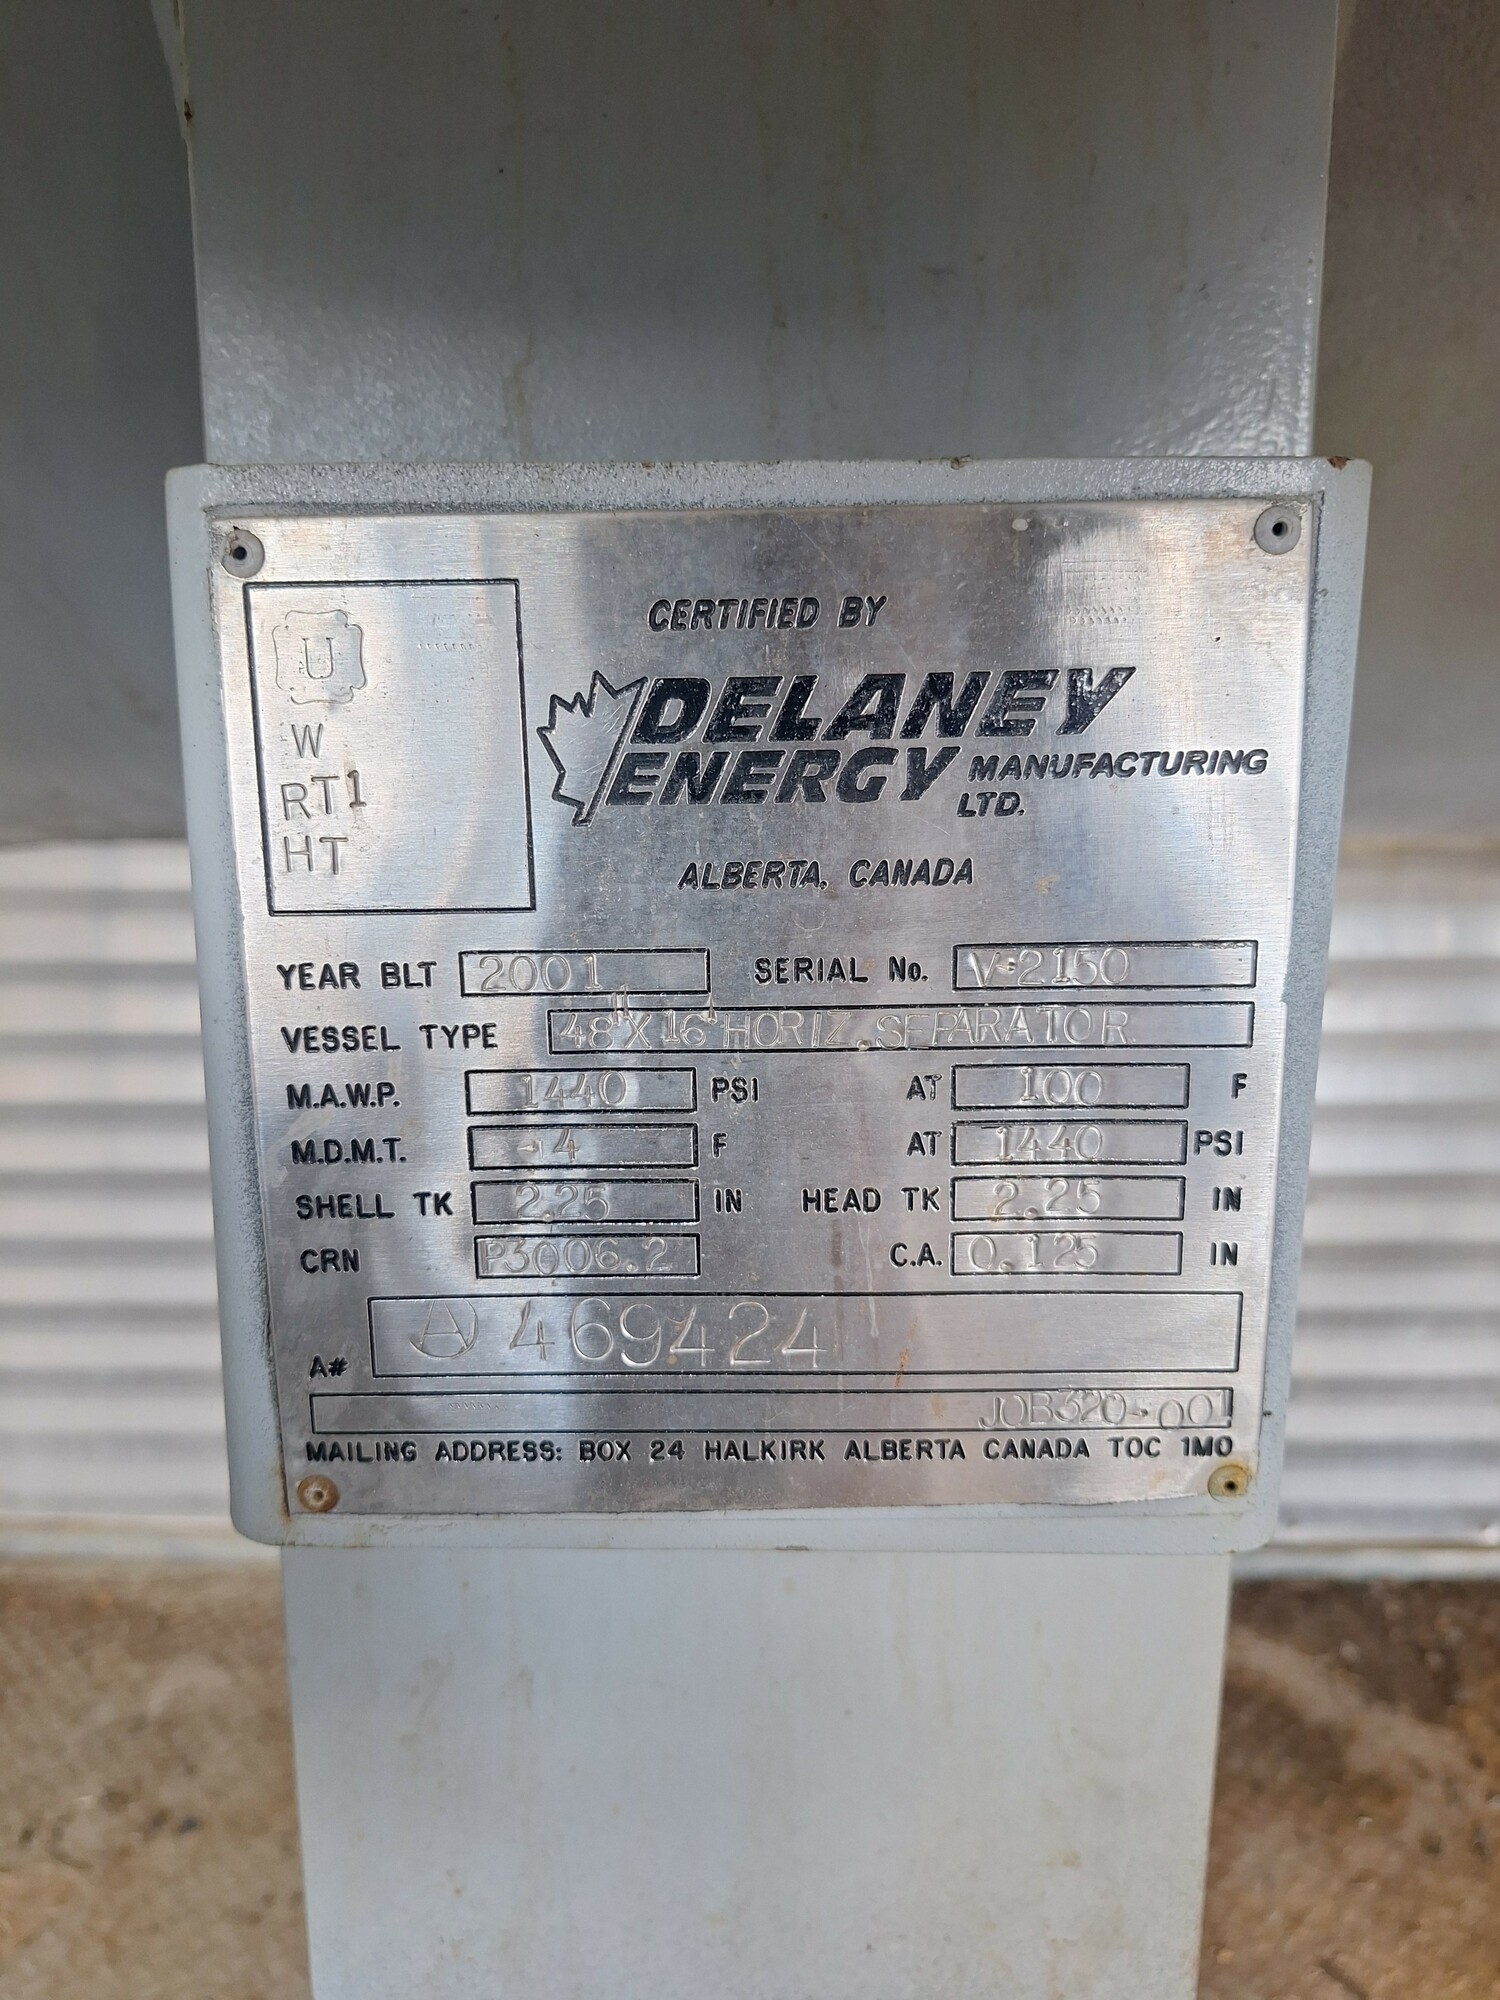 U
W
RT1
HT
CERTIFIED BY
DELANEY
ENERGY MANUFACTURING
LTD.
ALBERTA, CANADA
YEAR BLT 2001 SERIAL No. V-2150
VESSEL TYPE 48"X16' HORIZ. SEPARATOR
M.A.W.P. 1440 PSI AT 100 F
M.D.M.T. -4 F AT 1440 PSI
SHELL TK 2.25 IN HEAD TK 2.25 IN
CRN P3006.2 C.A. 0.125 IN
A# A 469424
JOB320-001
MAILING ADDRESS: BOX 24 HALKIRK ALBERTA CANADA TOC 1MO